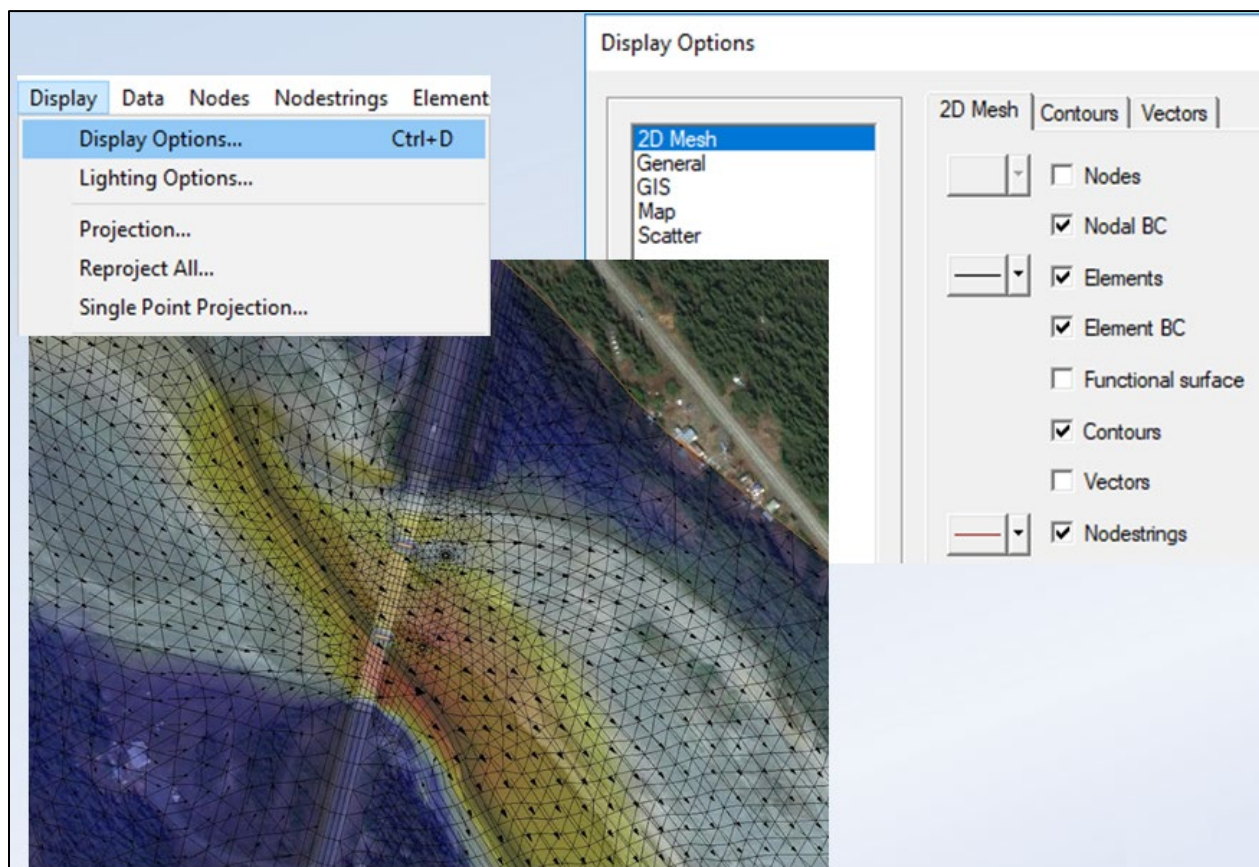 Display Data Nodes Nodestrings Element
Display Options... Ctrl+D
Lighting Options...
Projection...
Reproject All...
Single Point Projection...
Display Options
2D Mesh
General
GIS
Map
Scatter
2D Mesh Contours Vectors
Nodes
Nodal BC
Elements
Element BC
Functional surface
Contours
Vectors
Nodestrings